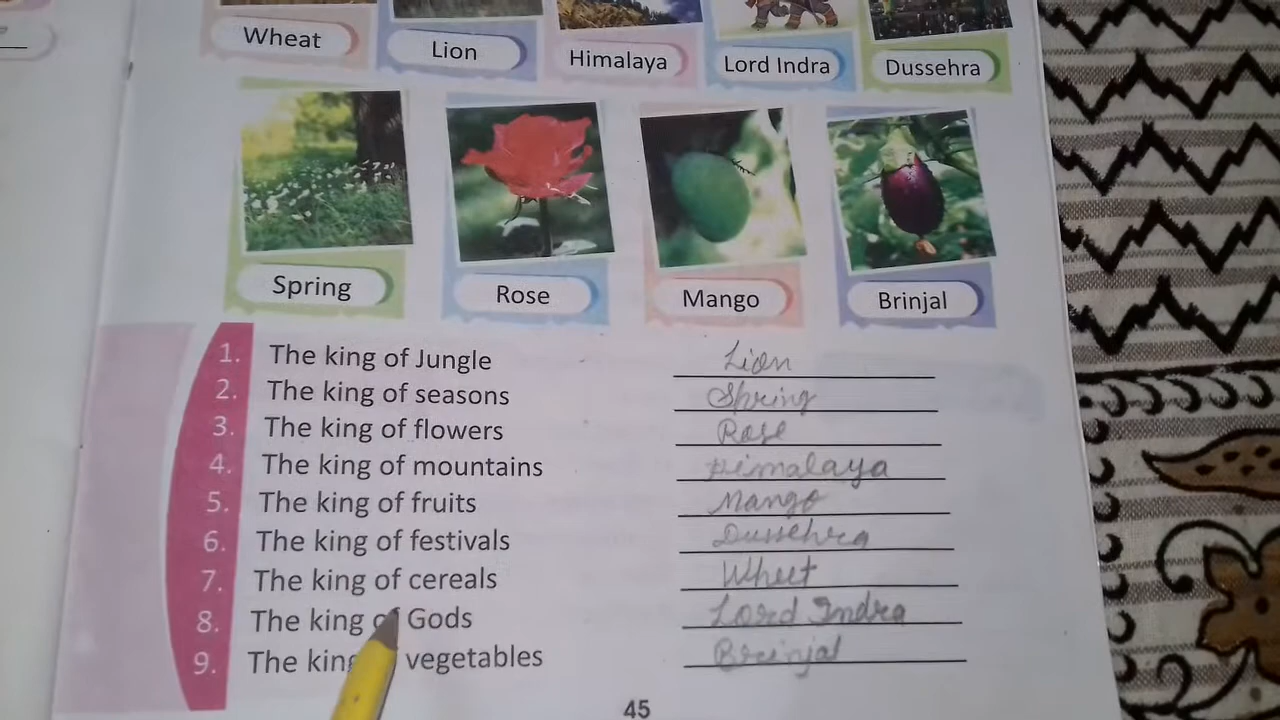 Wheat
Lion
Himalaya
Lord Indra
Dussehra
Spring
Rose
Mango
Brinjal
1. The king of Jungle Lion
2. The king of seasons Spring
3. The king of flowers Rose
4. The king of mountains Himalaya
5. The king of fruits Mango
6. The king of festivals Dussehra
7. The king of cereals Wheet
8. The king of Gods Lord Indra
9. The king vegetables Brinjal
45